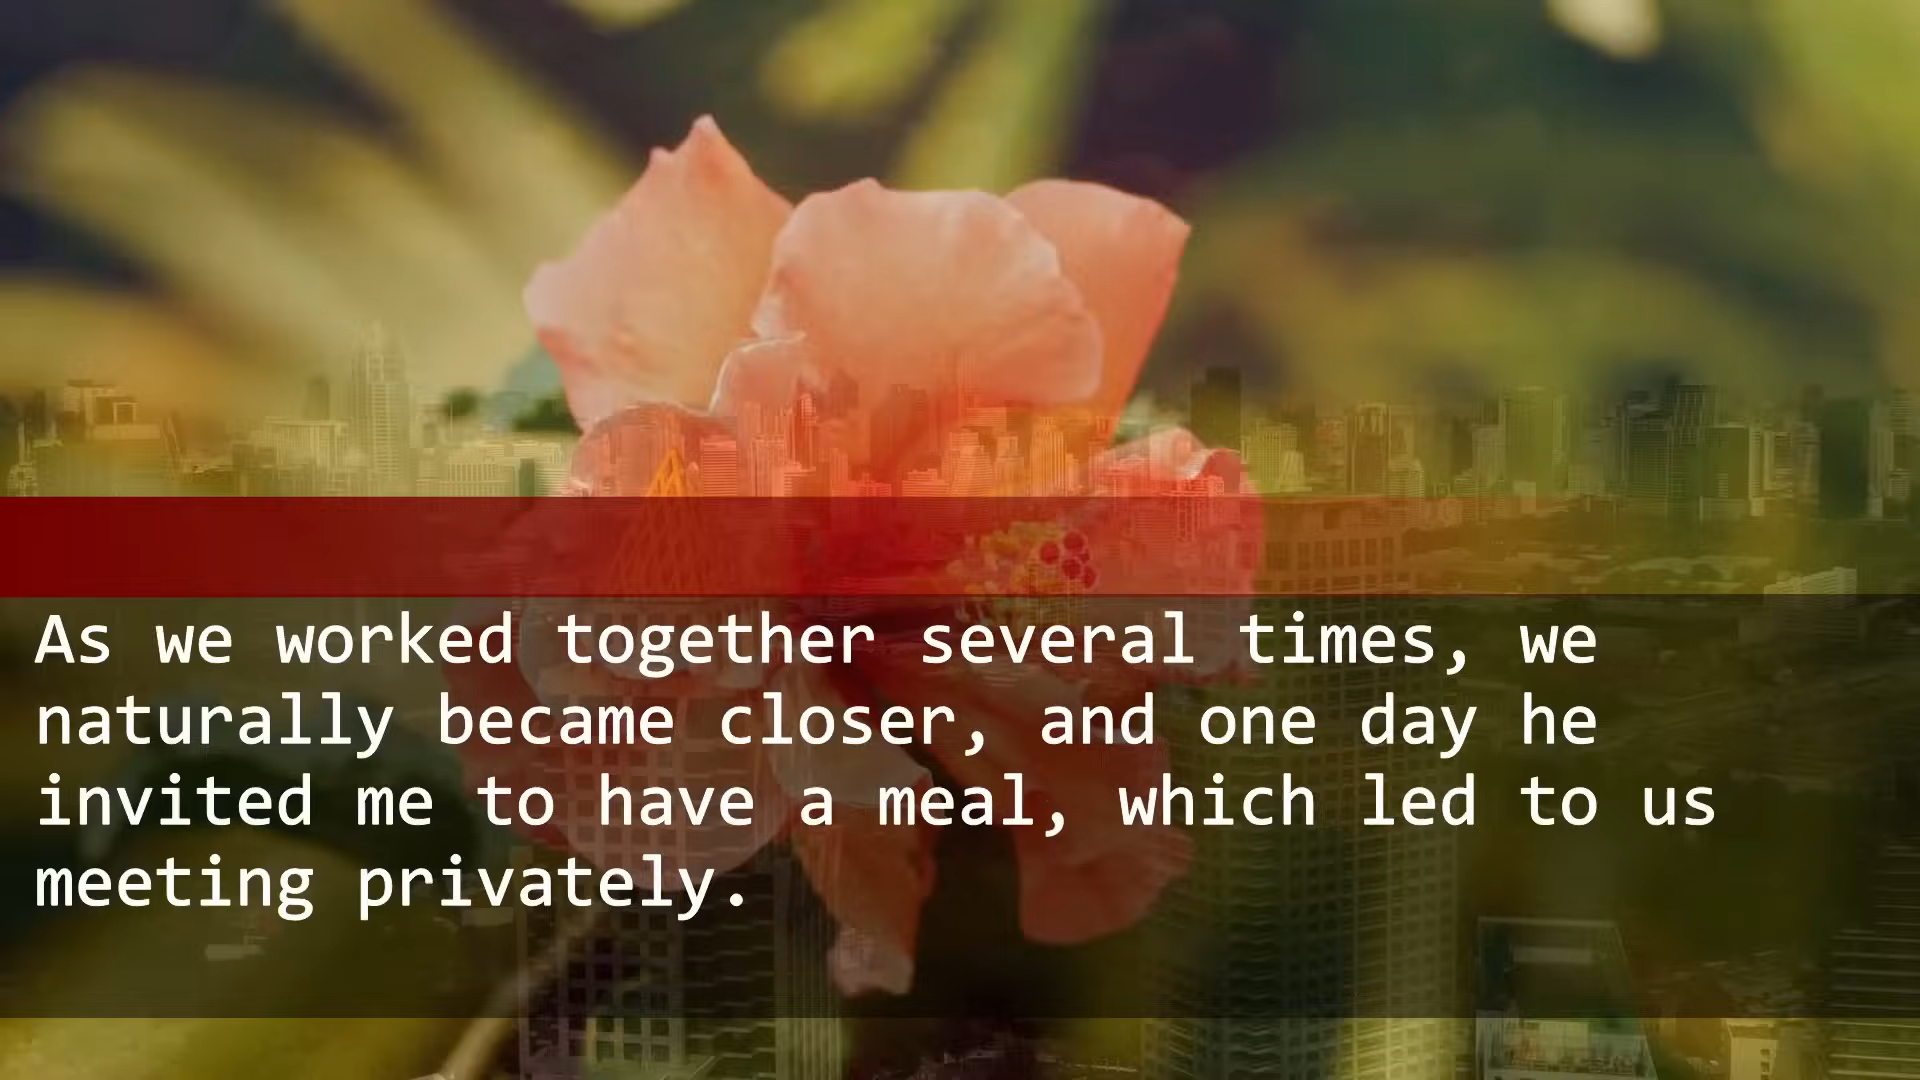 As we worked together several times, we
naturally became closer, and one day he
invited me to have a meal, which led to us
meeting privately.